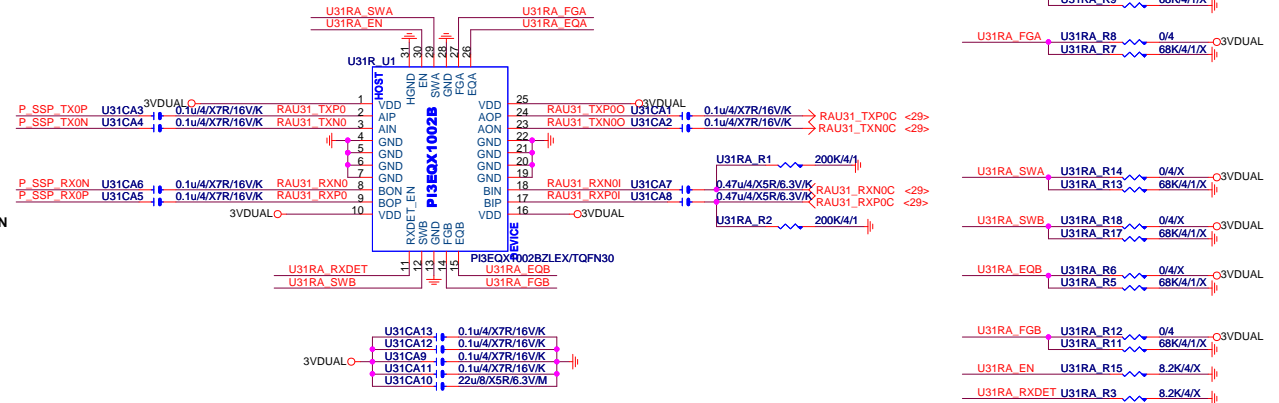 U31RA_SWA
U31RA_EN
U31RA_FGA
U31RA_EQA
31 30 29 28 27 26
U31R_U1
HOST
HGND EN SWA GND FGA EQA
PI3EQX1002B
DEVICE
RXDET_EN SWB GND FGB EQB
11 12 13 14 15
PI3EQX1002BZLEX/TQFN30
3VDUAL 1 VDD
P_SSP_TX0P U31CA3 0.1u/4/X7R/16V/K RAU31_TXP0 2 AIP
P_SSP_TX0N U31CA4 0.1u/4/X7R/16V/K RAU31_TXN0 3 AIN
4 GND
5 GND
6 GND
7 GND
P_SSP_RX0N U31CA6 0.1u/4/X7R/16V/K RAU31_RXN0 8 BON
P_SSP_RX0P U31CA5 0.1u/4/X7R/16V/K RAU31_RXP0 9 BOP
3VDUAL 10 VDD
N
VDD 25 3VDUAL
AOP 24 RAU31_TXP0O U31CA1 0.1u/4/X7R/16V/K RAU31_TXP0C <29>
AON 23 RAU31_TXN0O U31CA2 0.1u/4/X7R/16V/K RAU31_TXN0C <29>
GND 22
GND 21
GND 20
GND 19
U31RA_R1 200K/4/1
BIN 18 RAU31_RXN0I U31CA7 0.47u/4/X5R/6.3V/K RAU31_RXN0C <29>
BIP 17 RAU31_RXP0I U31CA8 0.47u/4/X5R/6.3V/K RAU31_RXP0C <29>
VDD 16 3VDUAL
U31RA_R2 200K/4/1
U31RA_RXDET
U31RA_SWB
U31RA_EQB
U31RA_FGB
3VDUAL
U31CA13 0.1u/4/X7R/16V/K
U31CA12 0.1u/4/X7R/16V/K
U31CA9 0.1u/4/X7R/16V/K
U31CA11 0.1u/4/X7R/16V/K
U31CA10 22u/8/X5R/6.3V/M
U31RA_R9 68K/4/1/X
U31RA_FGA U31RA_R8 0/4 3VDUAL
U31RA_R7 68K/4/1/X
U31RA_SWA U31RA_R14 0/4/X 3VDUAL
U31RA_R13 68K/4/1/X
U31RA_SWB U31RA_R18 0/4/X 3VDUAL
U31RA_R17 68K/4/1/X
U31RA_EQB U31RA_R6 0/4/X 3VDUAL
U31RA_R5 68K/4/1/X
U31RA_FGB U31RA_R12 0/4 3VDUAL
U31RA_R11 68K/4/1/X
U31RA_EN U31RA_R15 8.2K/4/X
U31RA_RXDET U31RA_R3 8.2K/4/X